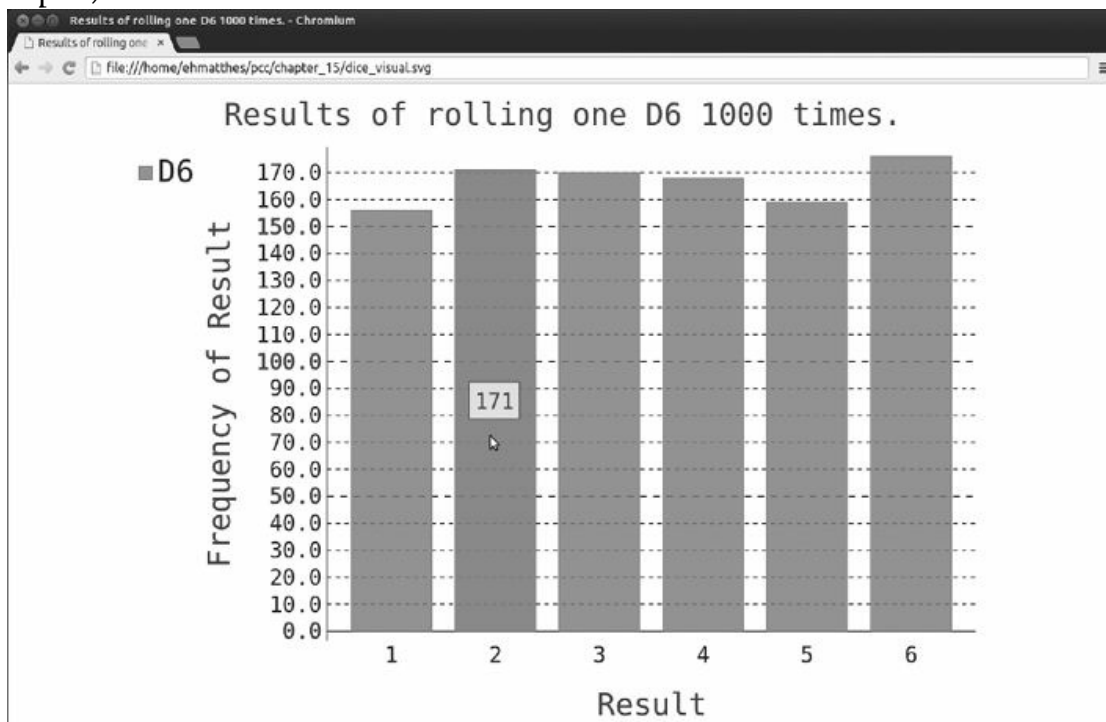 Results of rolling one D6 1000 times. - Chromium
Results of rolling one
file:///home/ehmatthes/pcc/chapter_15/dice_visual.svg
Results of rolling one D6 1000 times.
D6
Frequency of Result
170.0
160.0
150.0
140.0
130.0
120.0
110.0
100.0
90.0
80.0
70.0
60.0
50.0
40.0
30.0
20.0
10.0
0.0
171
1 2 3 4 5 6
Result